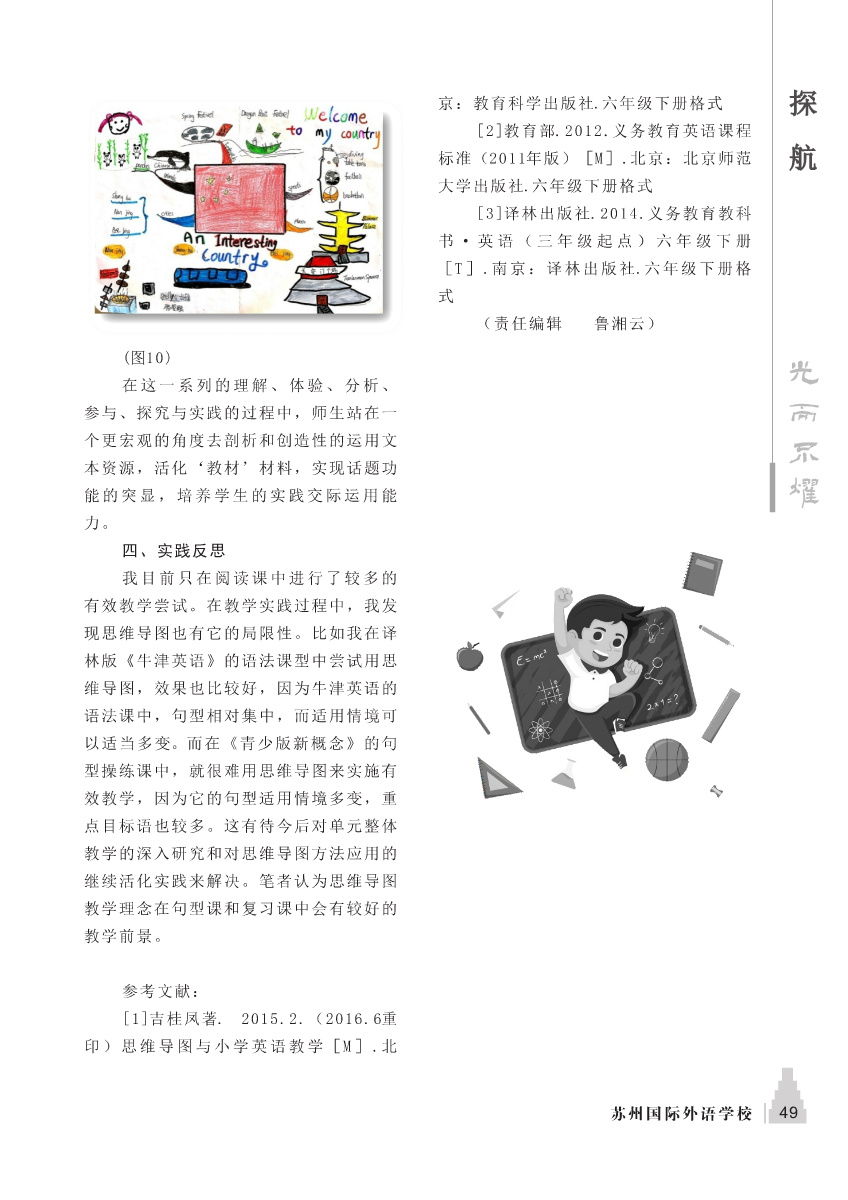 Spring Festival
Dragon Boat Festival
Welcome
to my country
table tennis
football
basketball
sports
cities
Nan jing
An Interesting
Country
Tian'anmen Square
(图10)
在这一系列的理解、体验、分析、
参与、探究与实践的过程中，师生站在一
个更宏观的角度去剖析和创造性的运用文
本资源，活化‘教材’材料，实现话题功
能的突显，培养学生的实践交际运用能
力。
四、实践反思
我目前只在阅读课中进行了较多的
有效教学尝试。在教学实践过程中，我发
现思维导图也有它的局限性。比如我在译
林版《牛津英语》的语法课型中尝试用思
维导图，效果也比较好，因为牛津英语的
语法课中，句型相对集中，而适用情境可
以适当多变。而在《青少版新概念》的句
型操练课中，就很难用思维导图来实施有
效教学，因为它的句型适用情境多变，重
点目标语也较多。这有待今后对单元整体
教学的深入研究和对思维导图方法应用的
继续活化实践来解决。笔者认为思维导图
教学理念在句型课和复习课中会有较好的
教学前景。
参考文献：
[1]吉桂凤著. 2015.2.（2016.6重
印）思维导图与小学英语教学［M］.北
京：教育科学出版社.六年级下册格式
[2]教育部.2012.义务教育英语课程
标准（2011年版）［M］.北京：北京师范
大学出版社.六年级下册格式
[3]译林出版社.2014.义务教育教科
书·英语（三年级起点）六年级下册
［T］.南京：译林出版社.六年级下册格
式
（责任编辑 鲁湘云）
E=mc²
2×1=?
探
航
光
而
不
耀
苏州国际外语学校
49